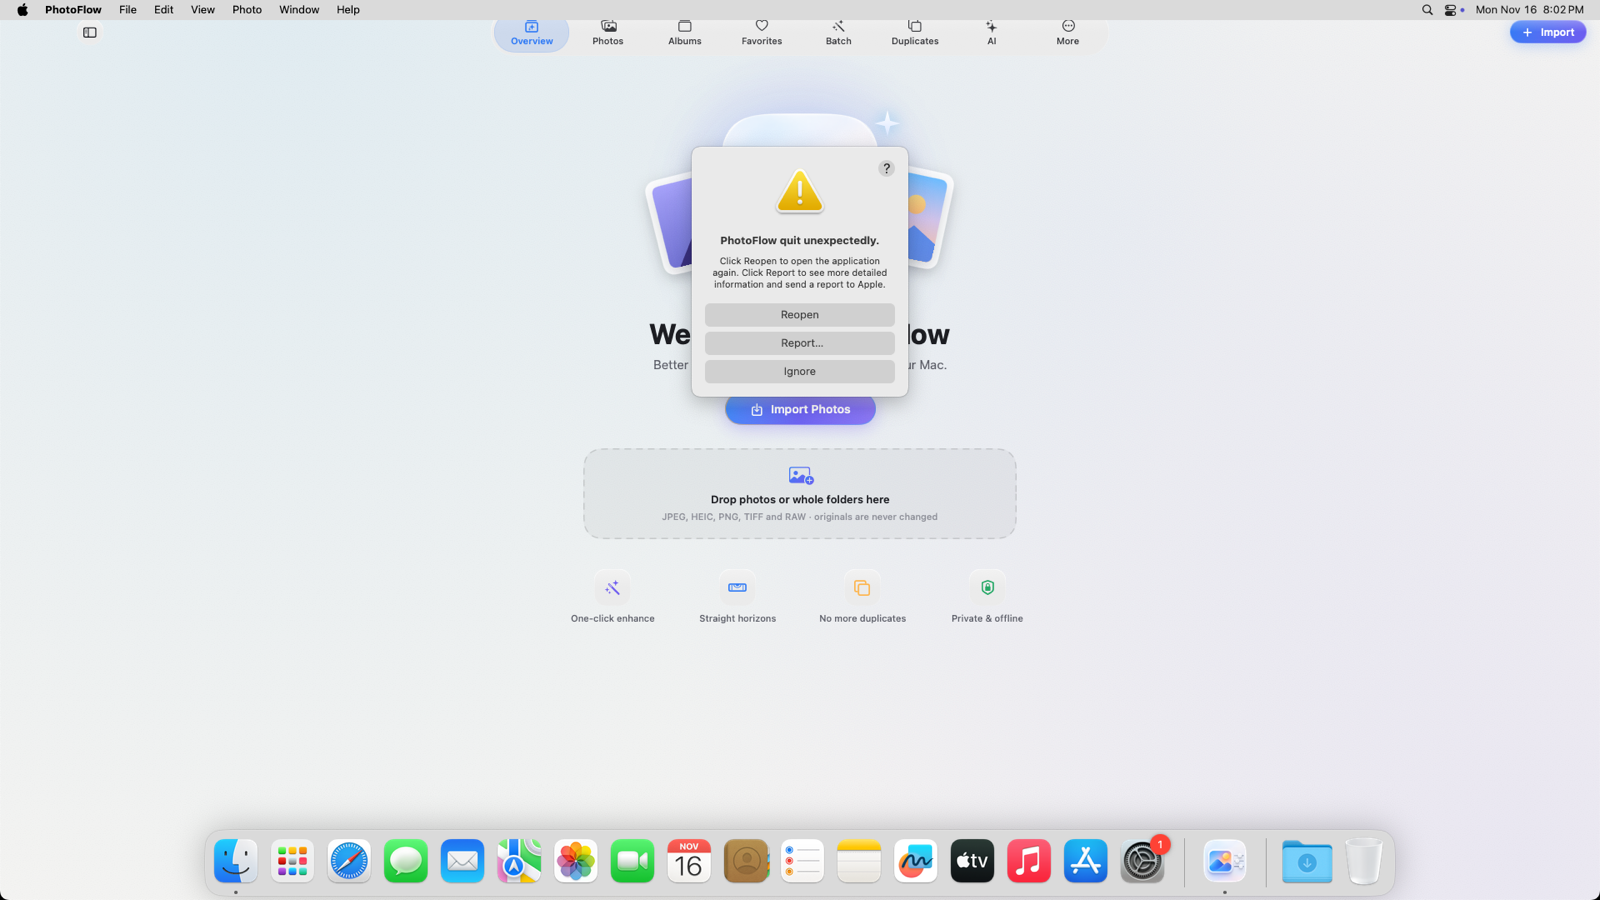 PhotoFlow File Edit View Photo Window Help Mon Nov 16 8:02 PM
Overview Photos Albums Favorites Batch Duplicates AI More
+ Import
?
PhotoFlow quit unexpectedly.
Click Reopen to open the application
again. Click Report to see more detailed
information and send a report to Apple.
Reopen
Report...
Ignore
We low
Better ur Mac.
Import Photos
Drop photos or whole folders here
JPEG, HEIC, PNG, TIFF and RAW · originals are never changed
One-click enhance Straight horizons No more duplicates Private & offline
NOV
16
tv
1